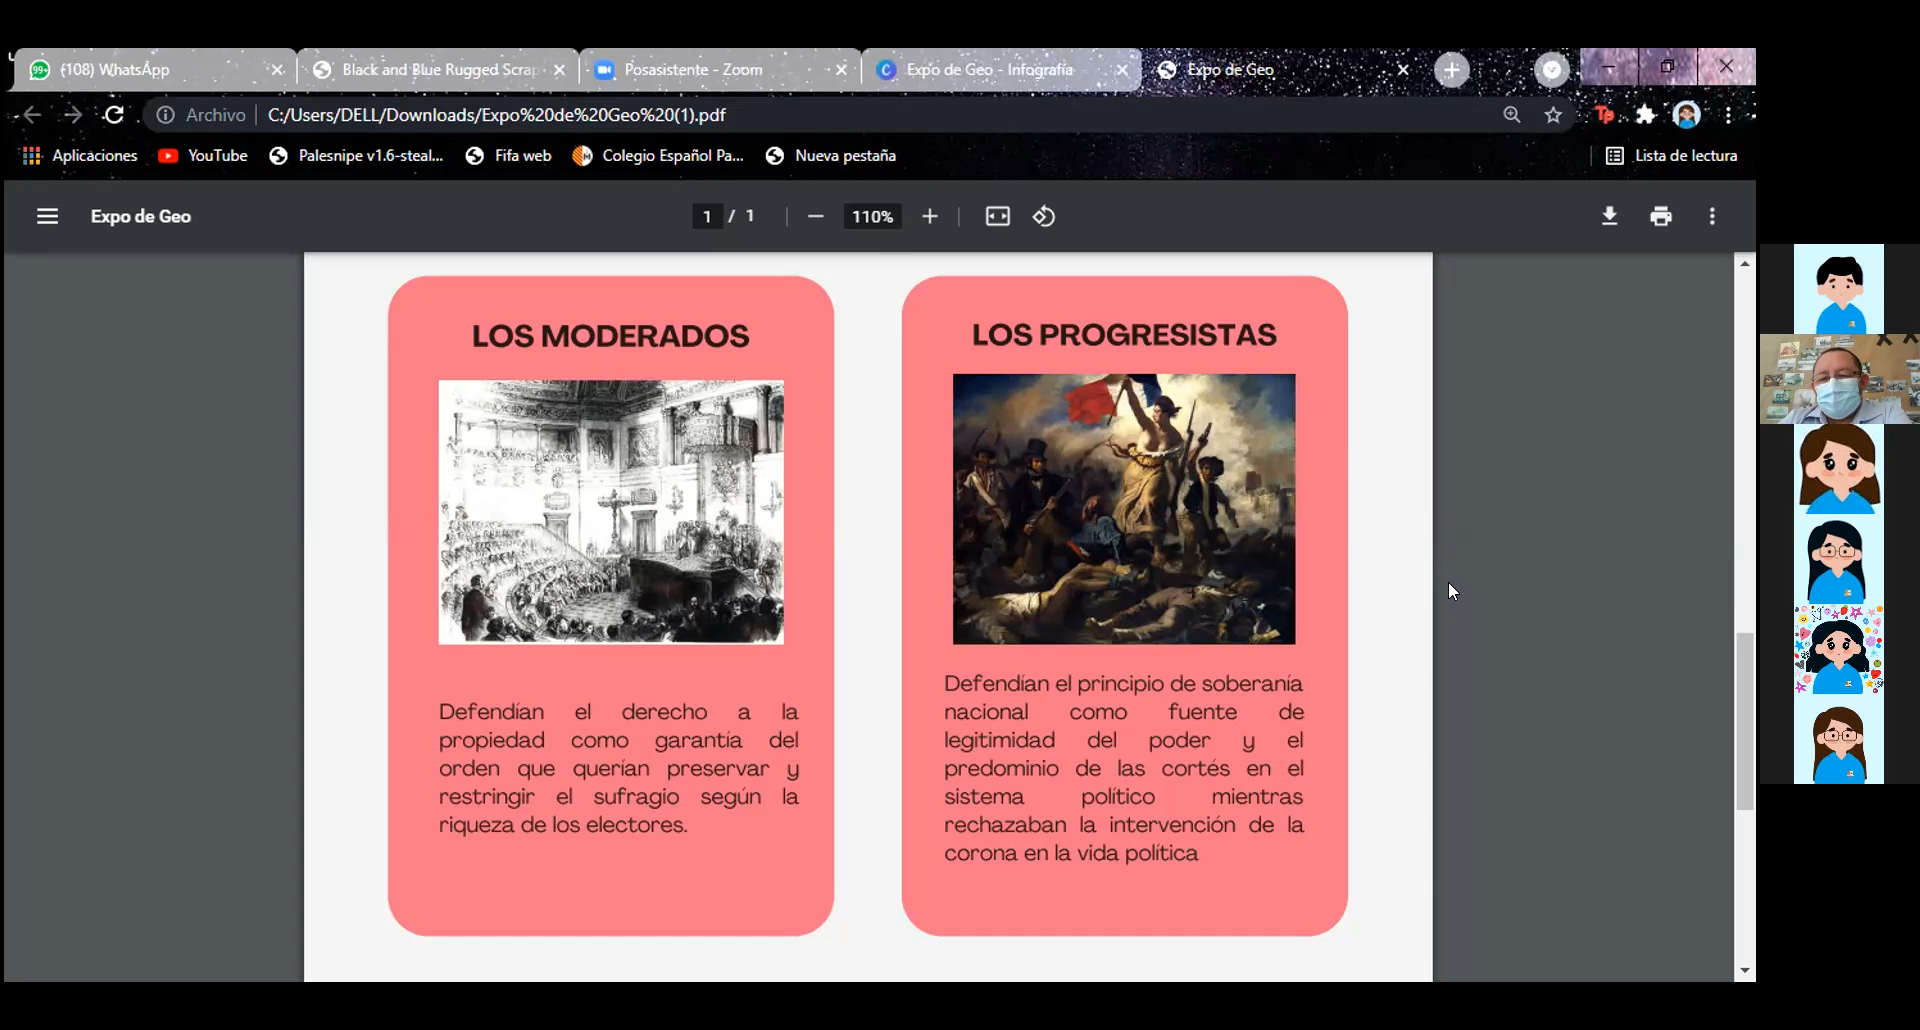 (108) WhatsApp
Black and Blue Rugged Scrap
Posasistente - Zoom
Expo de Geo - Infografía
Expo de Geo
Archivo
C:/Users/DELL/Downloads/Expo%20de%20Geo%20(1).pdf
Aplicaciones
YouTube
Palesnipe v1.6-steal...
Fifa web
Colegio Español Pa...
Nueva pestaña
Lista de lectura
Expo de Geo
1 / 1
110%
LOS MODERADOS
Defendían el derecho a la
propiedad como garantía del
orden que querían preservar y
restringir el sufragio según la
riqueza de los electores.
LOS PROGRESISTAS
Defendían el principio de soberanía
nacional como fuente de
legitimidad del poder y el
predominio de las cortés en el
sistema político mientras
rechazaban la intervención de la
corona en la vida política